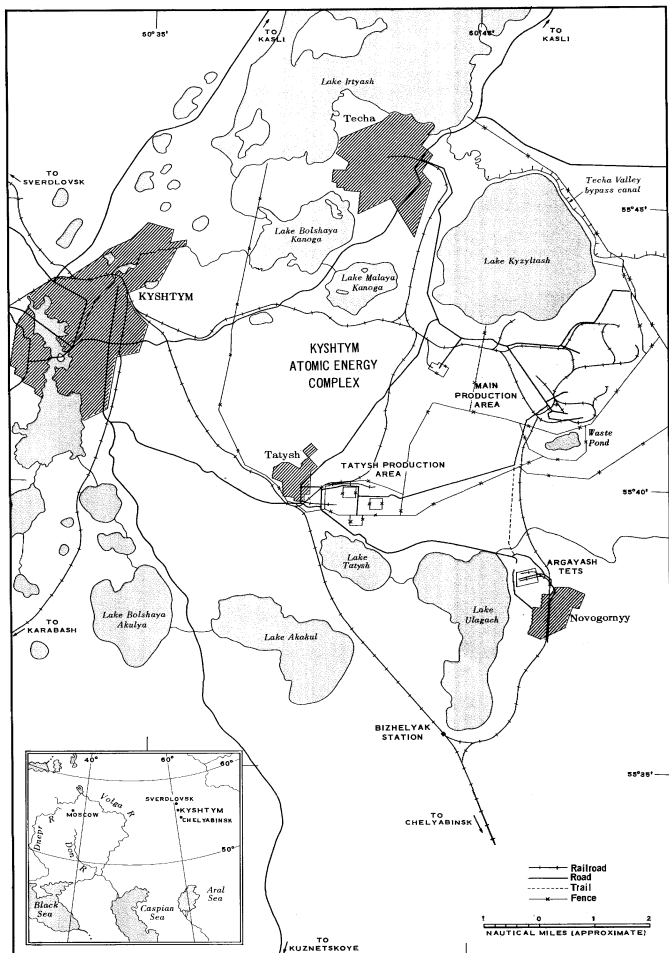 60°35'
TO
KASLI
60°45'
TO
KASLI
Lake Irtyash
Techa
TO
SVERDLOVSK
Techa Valley
bypass canal
55°45'
Lake Bolshaya
Kanoga
Lake Kyzyltash
Lake Malaya
Kanoga
KYSHTYM
KYSHTYM
ATOMIC ENERGY
COMPLEX
MAIN
PRODUCTION
AREA
Waste
Pond
Tatysh
TATYSH PRODUCTION
AREA
55°40'
Lake
Tatysh
ARGAYASH
TETS
Lake Bolshaya
Akulya
Lake
Ulagach
Novogornyy
TO
KARABASH
Lake Akakul
BIZHELYAK
STATION
55°35'
TO
CHELYABINSK
40°
60°
60°
Volga R
SVERDLOVSK
KYSHTYM
CHELYABINSK
MOSCOW
Dnepr R
Don R
50°
Black
Sea
Caspian
Sea
Aral
Sea
Railroad
Road
Trail
Fence
1 0 1 2
NAUTICAL MILES (APPROXIMATE)
TO
KUZNETSKOYE